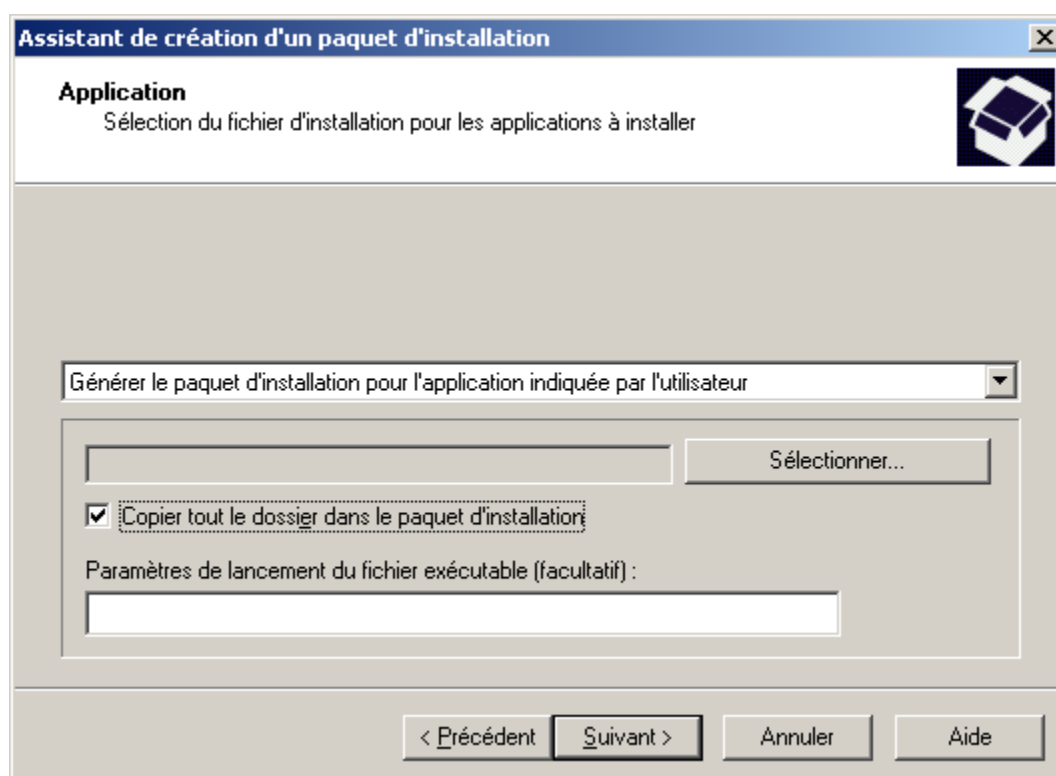 Assistant de création d'un paquet d'installation
Application
Sélection du fichier d'installation pour les applications à installer
Générer le paquet d'installation pour l'application indiquée par l'utilisateur
Sélectionner...
Copier tout le dossier dans le paquet d'installation
Paramètres de lancement du fichier exécutable (facultatif) :
< Précédent Suivant > Annuler Aide